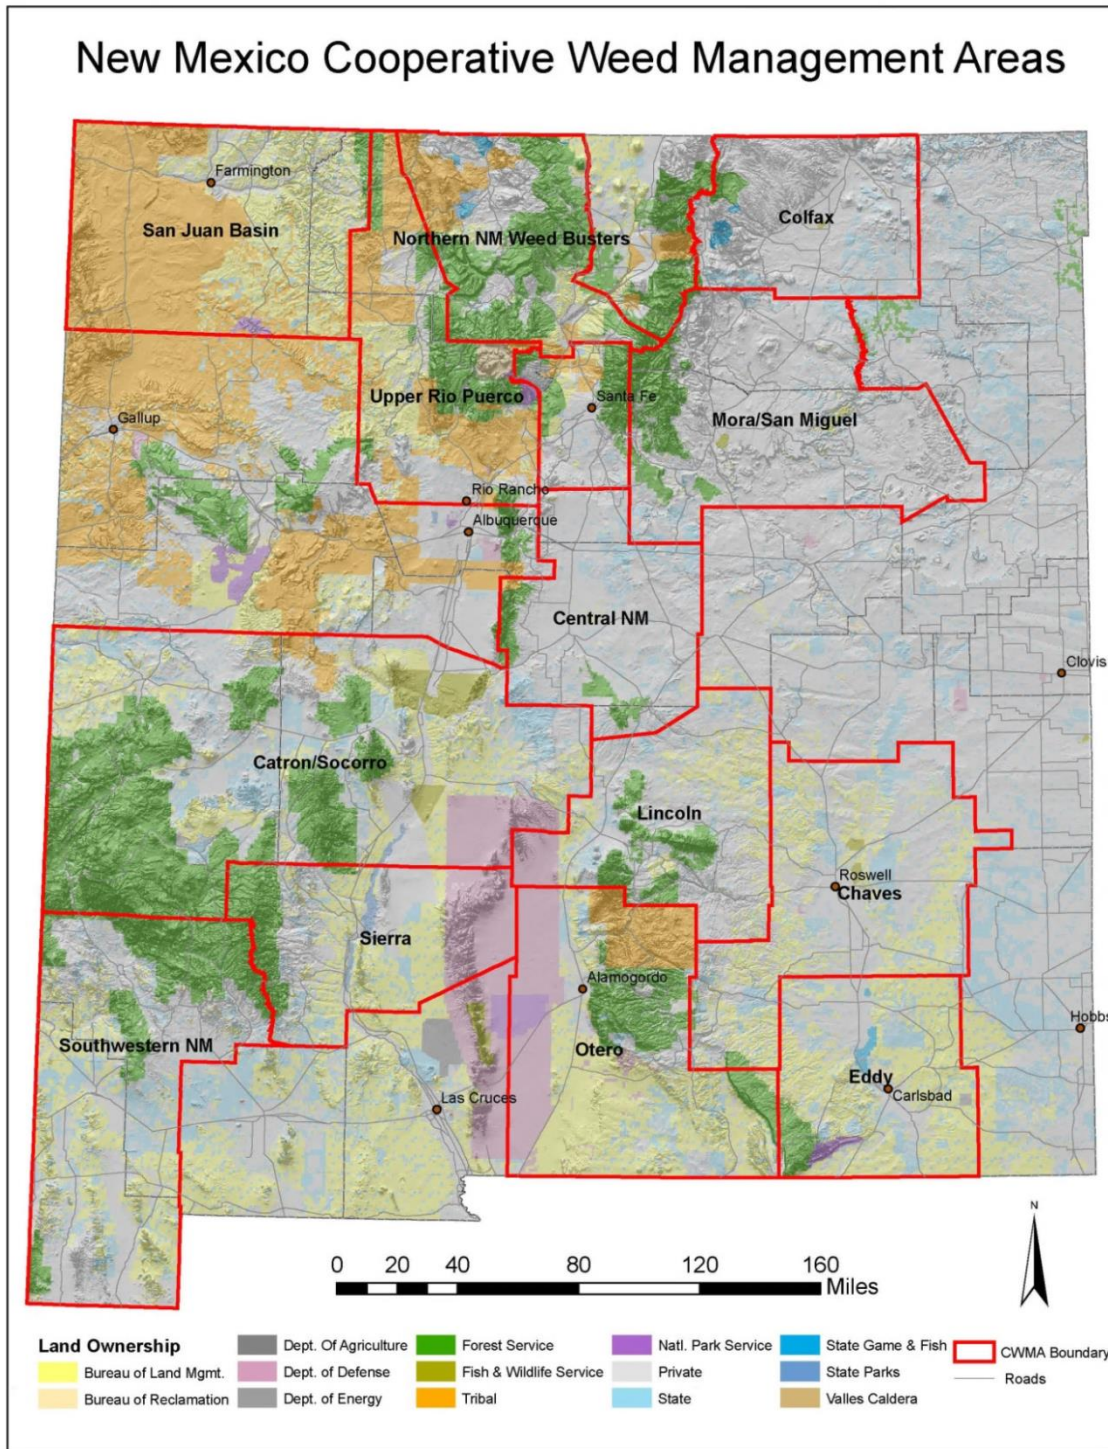 New Mexico Cooperative Weed Management Areas
Farmington
San Juan Basin
Northern NM Weed Busters
Colfax
Upper Rio Puerco
Santa Fe
Mora/San Miguel
Gallup
Rio Rancho
Albuquerque
Central NM
Clovis
Catron/Socorro
Lincoln
Roswell
Chaves
Sierra
Alamogordo
Hobbs
Southwestern NM
Otero
Eddy
Carlsbad
Las Cruces
N
0 20 40 80 120 160
Miles
Land Ownership
Bureau of Land Mgmt.
Bureau of Reclamation
Dept. Of Agriculture
Dept. of Defense
Dept. of Energy
Forest Service
Fish & Wildlife Service
Tribal
Natl. Park Service
Private
State
State Game & Fish
State Parks
Valles Caldera
CWMA Boundary
Roads